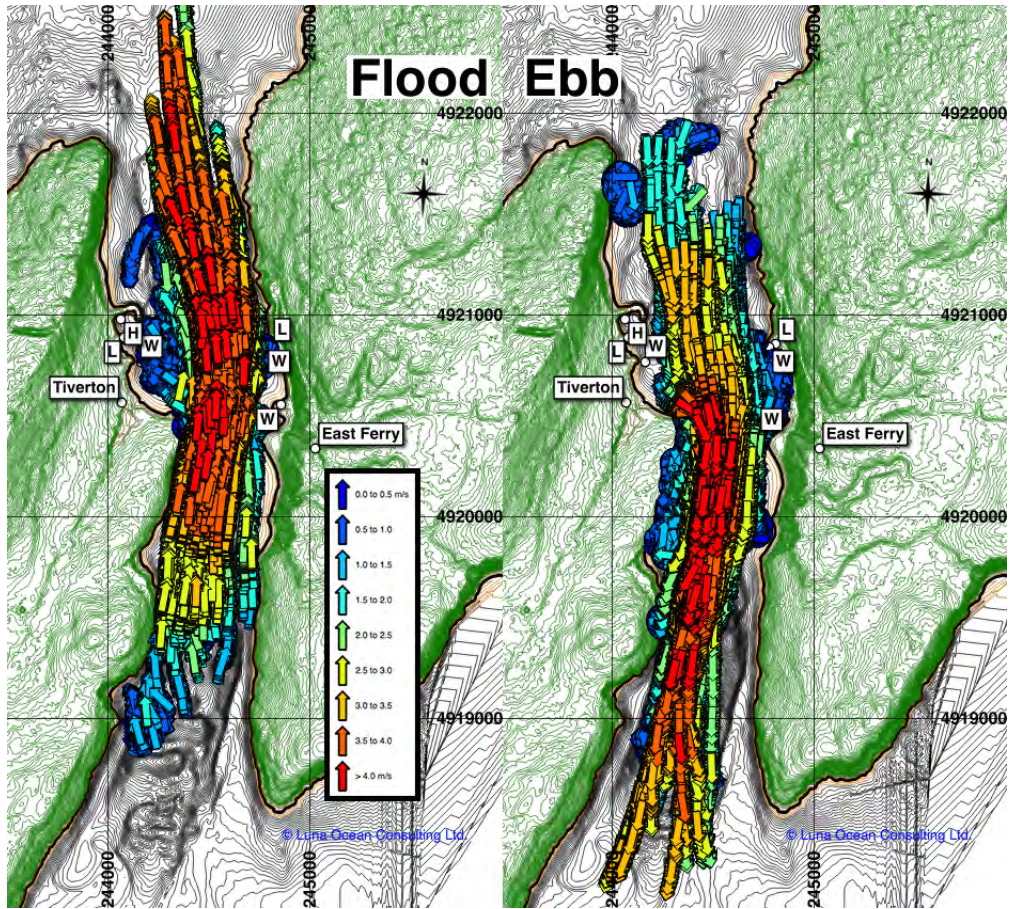 Flood
244000
245000
4922000
N
4921000
H
W
L
L
W
Tiverton
W
East Ferry
4920000
0.0 to 0.5 m/s
0.5 to 1.0
1.0 to 1.5
1.5 to 2.0
2.0 to 2.5
2.5 to 3.0
3.0 to 3.5
3.5 to 4.0
> 4.0 m/s
4919000
© Luna Ocean Consulting Ltd.
244000
245000
Ebb
244000
245000
4922000
N
4921000
H
W
L
L
W
Tiverton
W
East Ferry
4920000
4919000
© Luna Ocean Consulting Ltd.
244000
245000